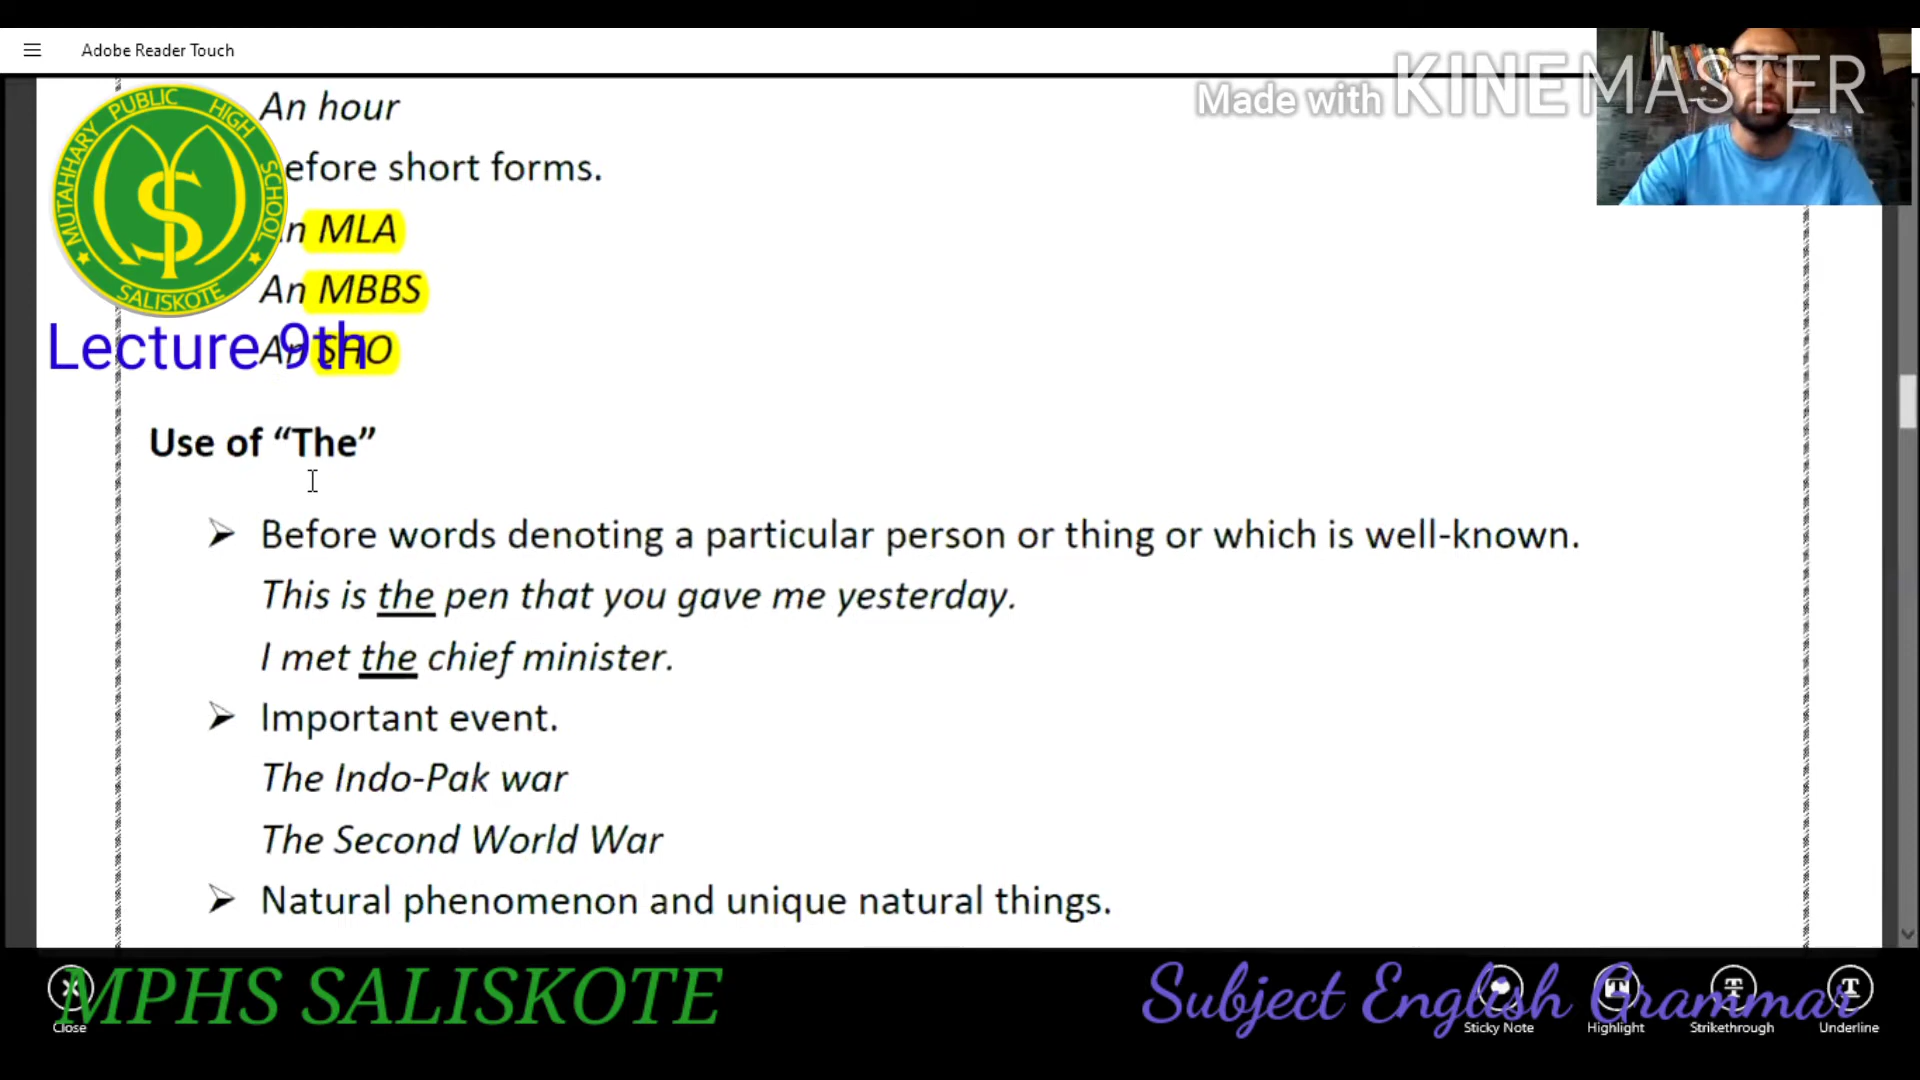 Adobe Reader Touch
Made with KINEMASTER
MUTAHHARY PUBLIC HIGH SCHOOL
SALISKOTE
An hour
efore short forms.
n MLA
An MBBS
An SHO
Lecture 9th
Use of “The”
Before words denoting a particular person or thing or which is well-known.
This is the pen that you gave me yesterday.
I met the chief minister.
Important event.
The Indo-Pak war
The Second World War
Natural phenomenon and unique natural things.
MPHS SALISKOTE
Subject English Grammar
Close
Sticky Note
Highlight
Strikethrough
Underline